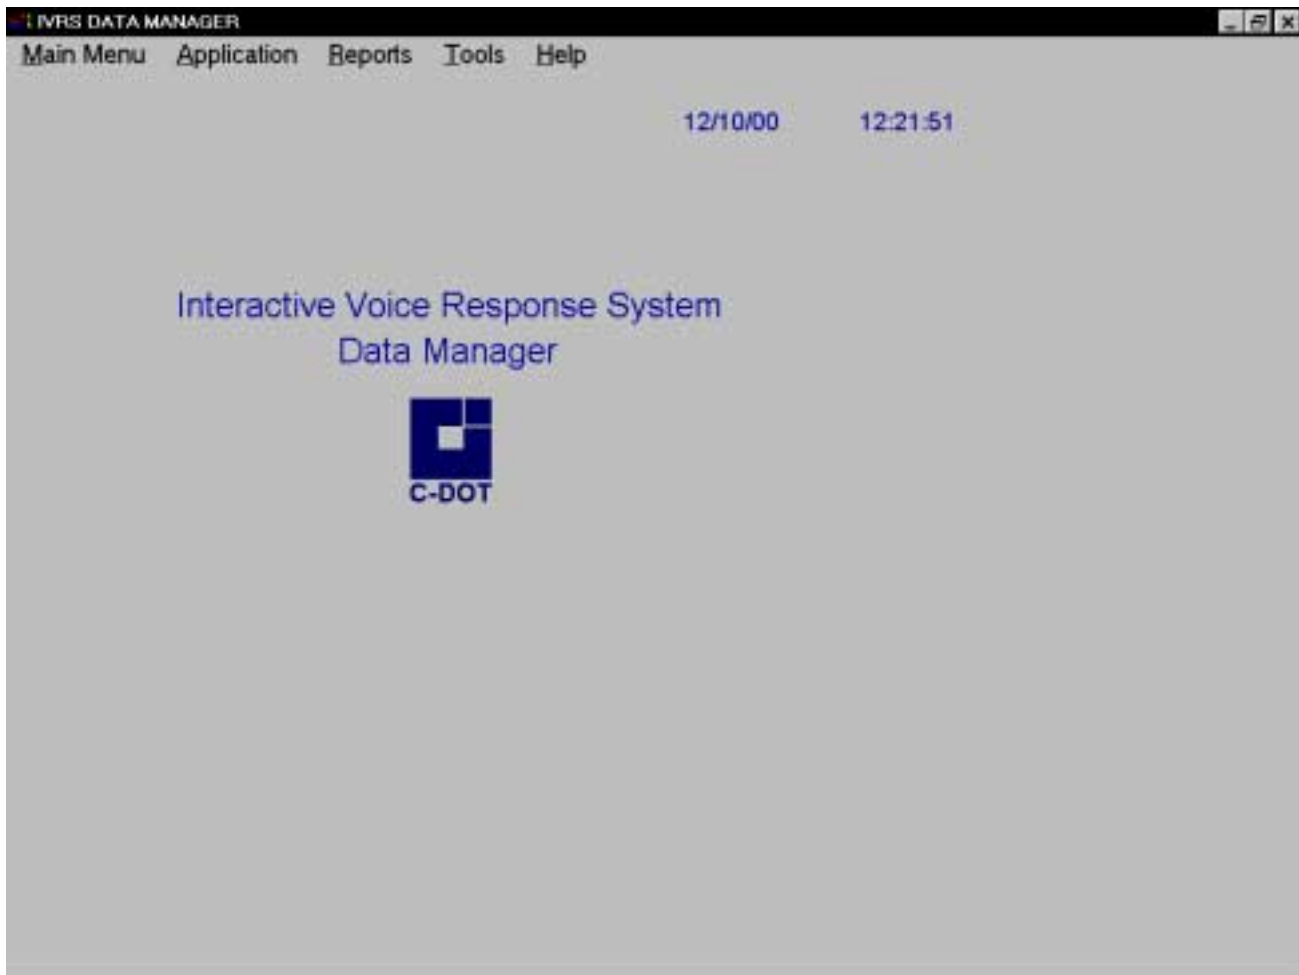 IVRS DATA MANAGER
Main Menu Application Reports Tools Help
12/10/00 12:21:51
Interactive Voice Response System
Data Manager
C-DOT